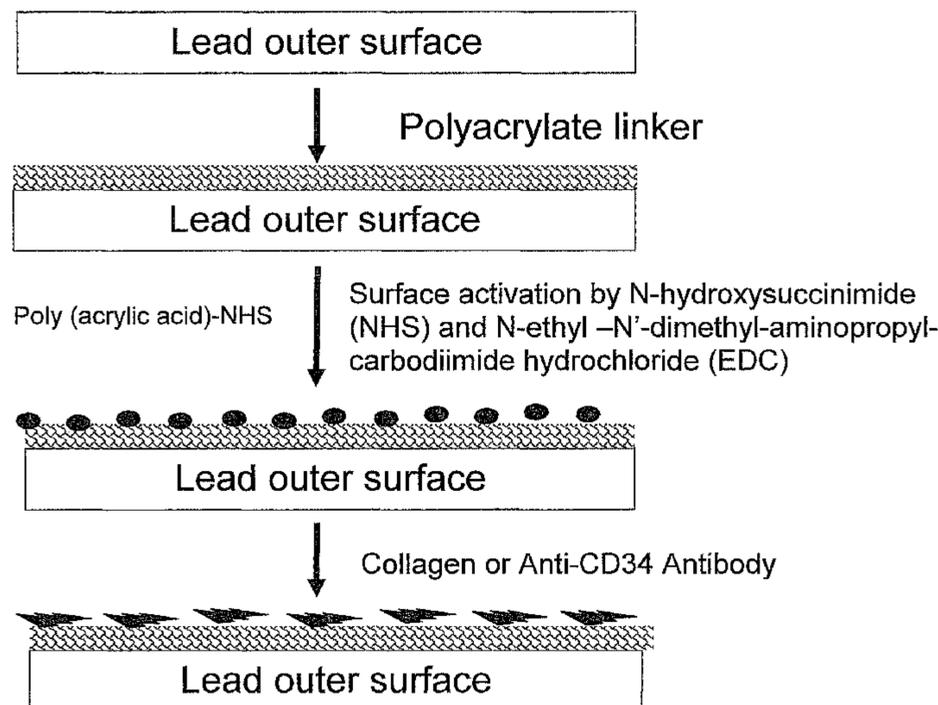 Lead outer surface
Polyacrylate linker
Lead outer surface
Poly (acrylic acid)-NHS
Surface activation by N-hydroxysuccinimide
(NHS) and N-ethyl –N'-dimethyl-aminopropyl-
carbodiimide hydrochloride (EDC)
Lead outer surface
Collagen or Anti-CD34 Antibody
Lead outer surface